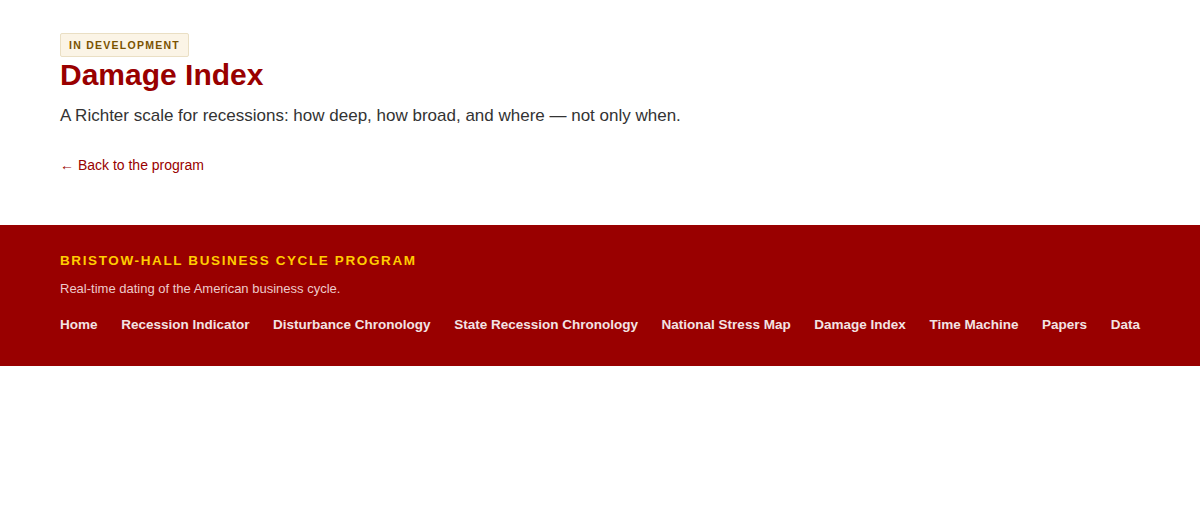 IN DEVELOPMENT
Damage Index
A Richter scale for recessions: how deep, how broad, and where — not only when.
← Back to the program
BRISTOW-HALL BUSINESS CYCLE PROGRAM
Real-time dating of the American business cycle.
Home Recession Indicator Disturbance Chronology State Recession Chronology National Stress Map Damage Index Time Machine Papers Data